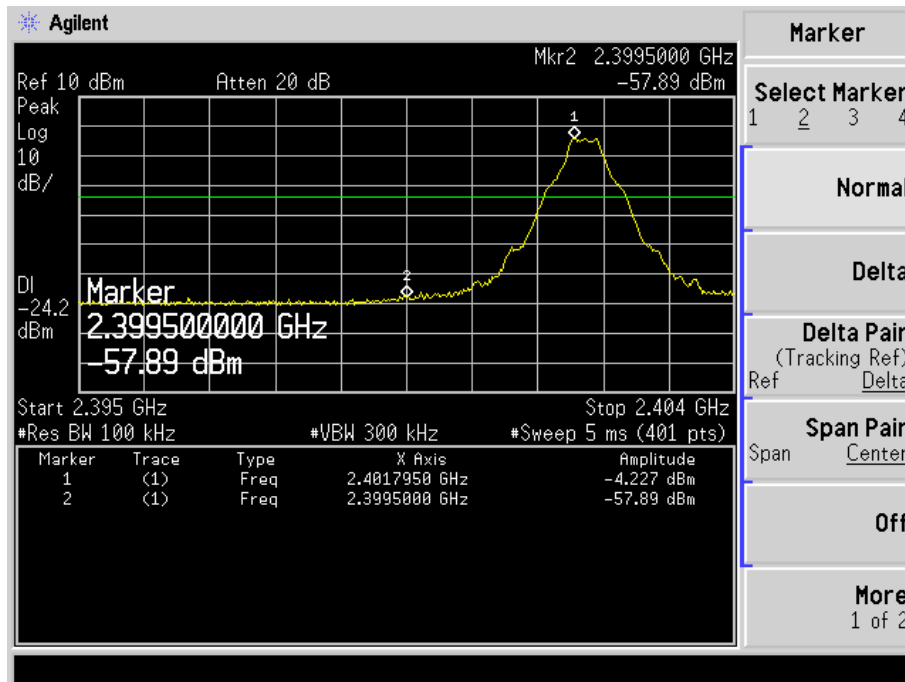 Agilent
Marker
Mkr2 2.3995000 GHz
Ref 10 dBm Atten 20 dB -57.89 dBm
Peak
Log
10
dB/
1
2
DI
-24.2
dBm
Marker
2.399500000 GHz
-57.89 dBm
Start 2.395 GHz Stop 2.404 GHz
#Res BW 100 kHz #VBW 300 kHz #Sweep 5 ms (401 pts)
Marker Trace Type X Axis Amplitude
1 (1) Freq 2.4017950 GHz -4.227 dBm
2 (1) Freq 2.3995000 GHz -57.89 dBm
Select Marker
1 2 3 4
Normal
Delta
Delta Pair
(Tracking Ref)
Ref Delta
Span Pair
Span Center
Off
More
1 of 2